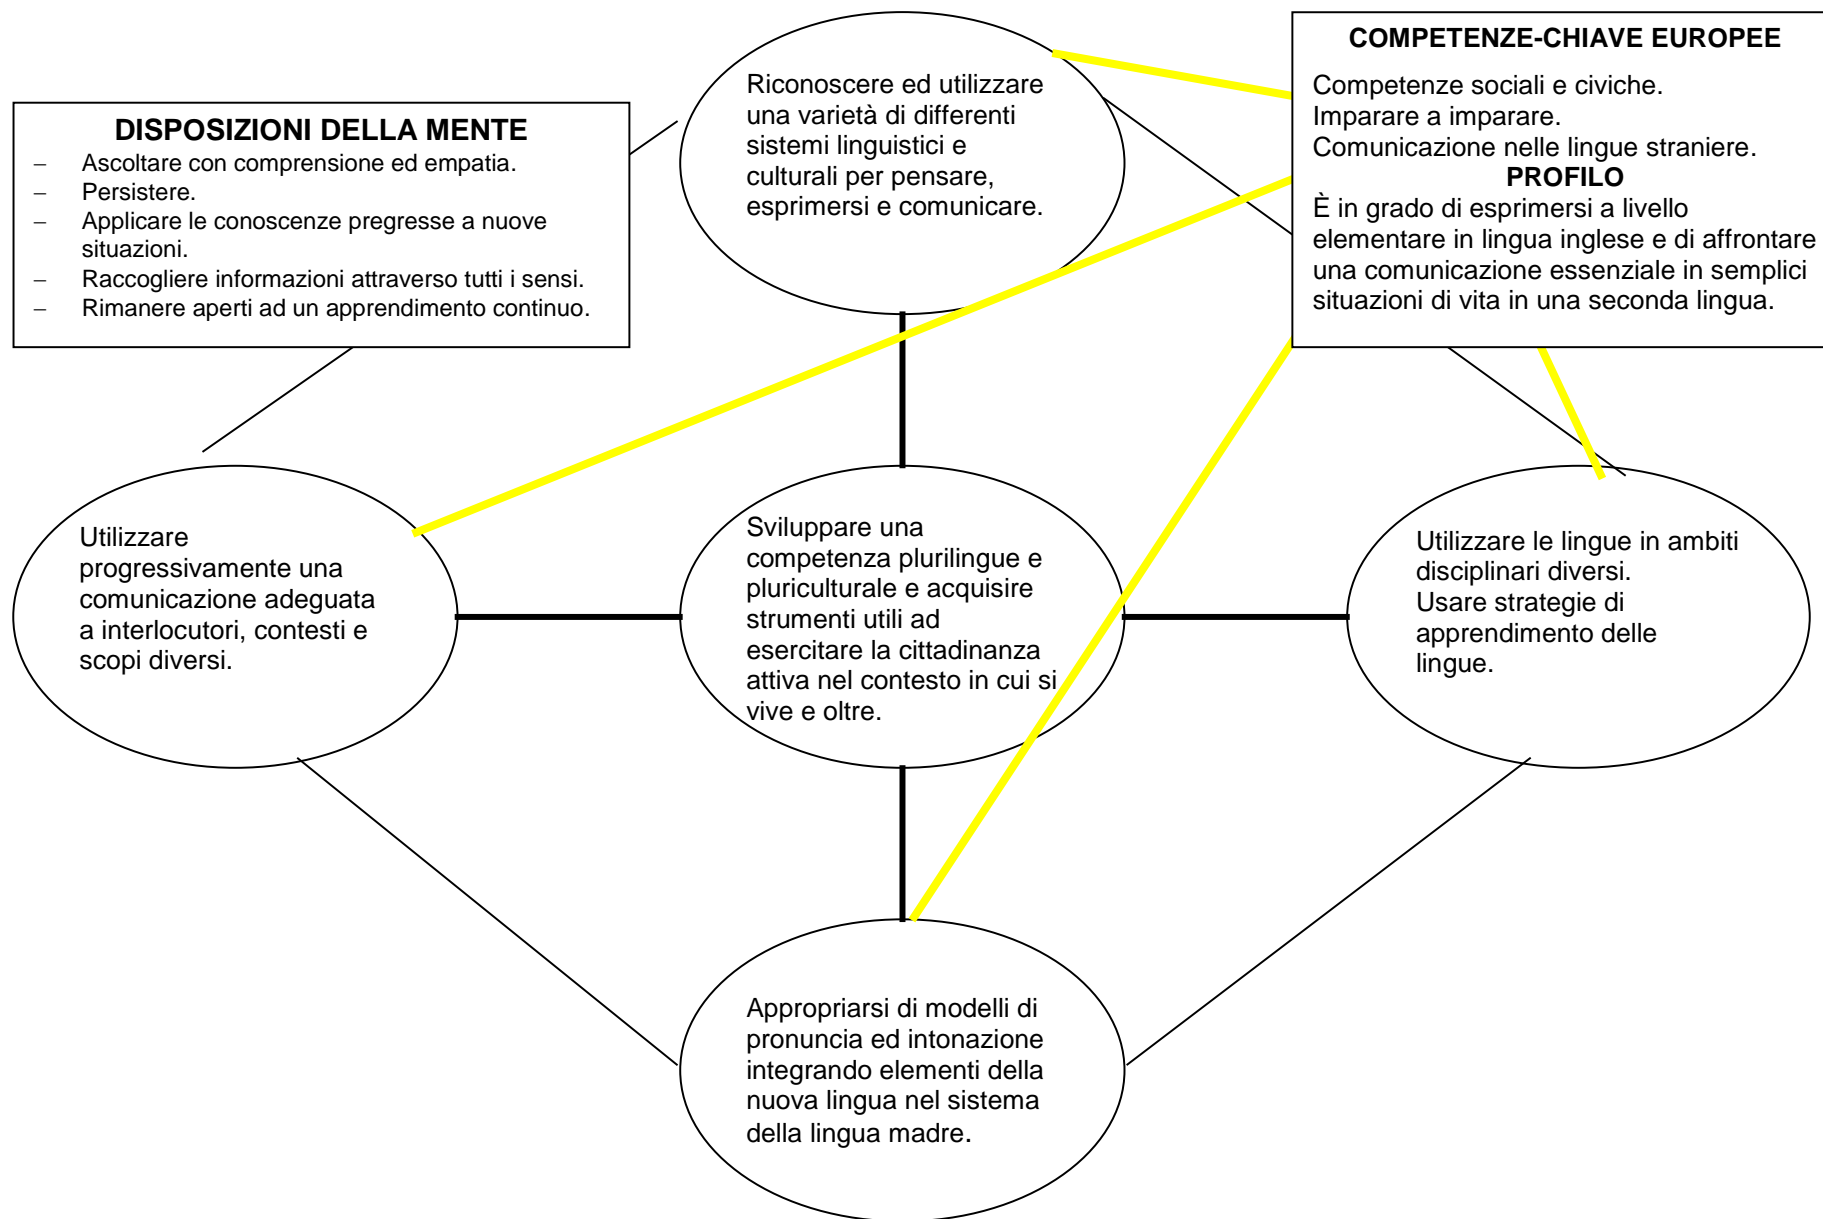 DISPOSIZIONI DELLA MENTE
– Ascoltare con comprensione ed empatia.
– Persistere.
– Applicare le conoscenze pregresse a nuove
situazioni.
– Raccogliere informazioni attraverso tutti i sensi.
– Rimanere aperti ad un apprendimento continuo.
Riconoscere ed utilizzare
una varietà di differenti
sistemi linguistici e
culturali per pensare,
esprimersi e comunicare.
COMPETENZE-CHIAVE EUROPEE
Competenze sociali e civiche.
Imparare a imparare.
Comunicazione nelle lingue straniere.
PROFILO
È in grado di esprimersi a livello
elementare in lingua inglese e di affrontare
una comunicazione essenziale in semplici
situazioni di vita in una seconda lingua.
Utilizzare
progressivamente una
comunicazione adeguata
a interlocutori, contesti e
scopi diversi.
Sviluppare una
competenza plurilingue e
pluriculturale e acquisire
strumenti utili ad
esercitare la cittadinanza
attiva nel contesto in cui si
vive e oltre.
Utilizzare le lingue in ambiti
disciplinari diversi.
Usare strategie di
apprendimento delle
lingue.
Appropriarsi di modelli di
pronuncia ed intonazione
integrando elementi della
nuova lingua nel sistema
della lingua madre.